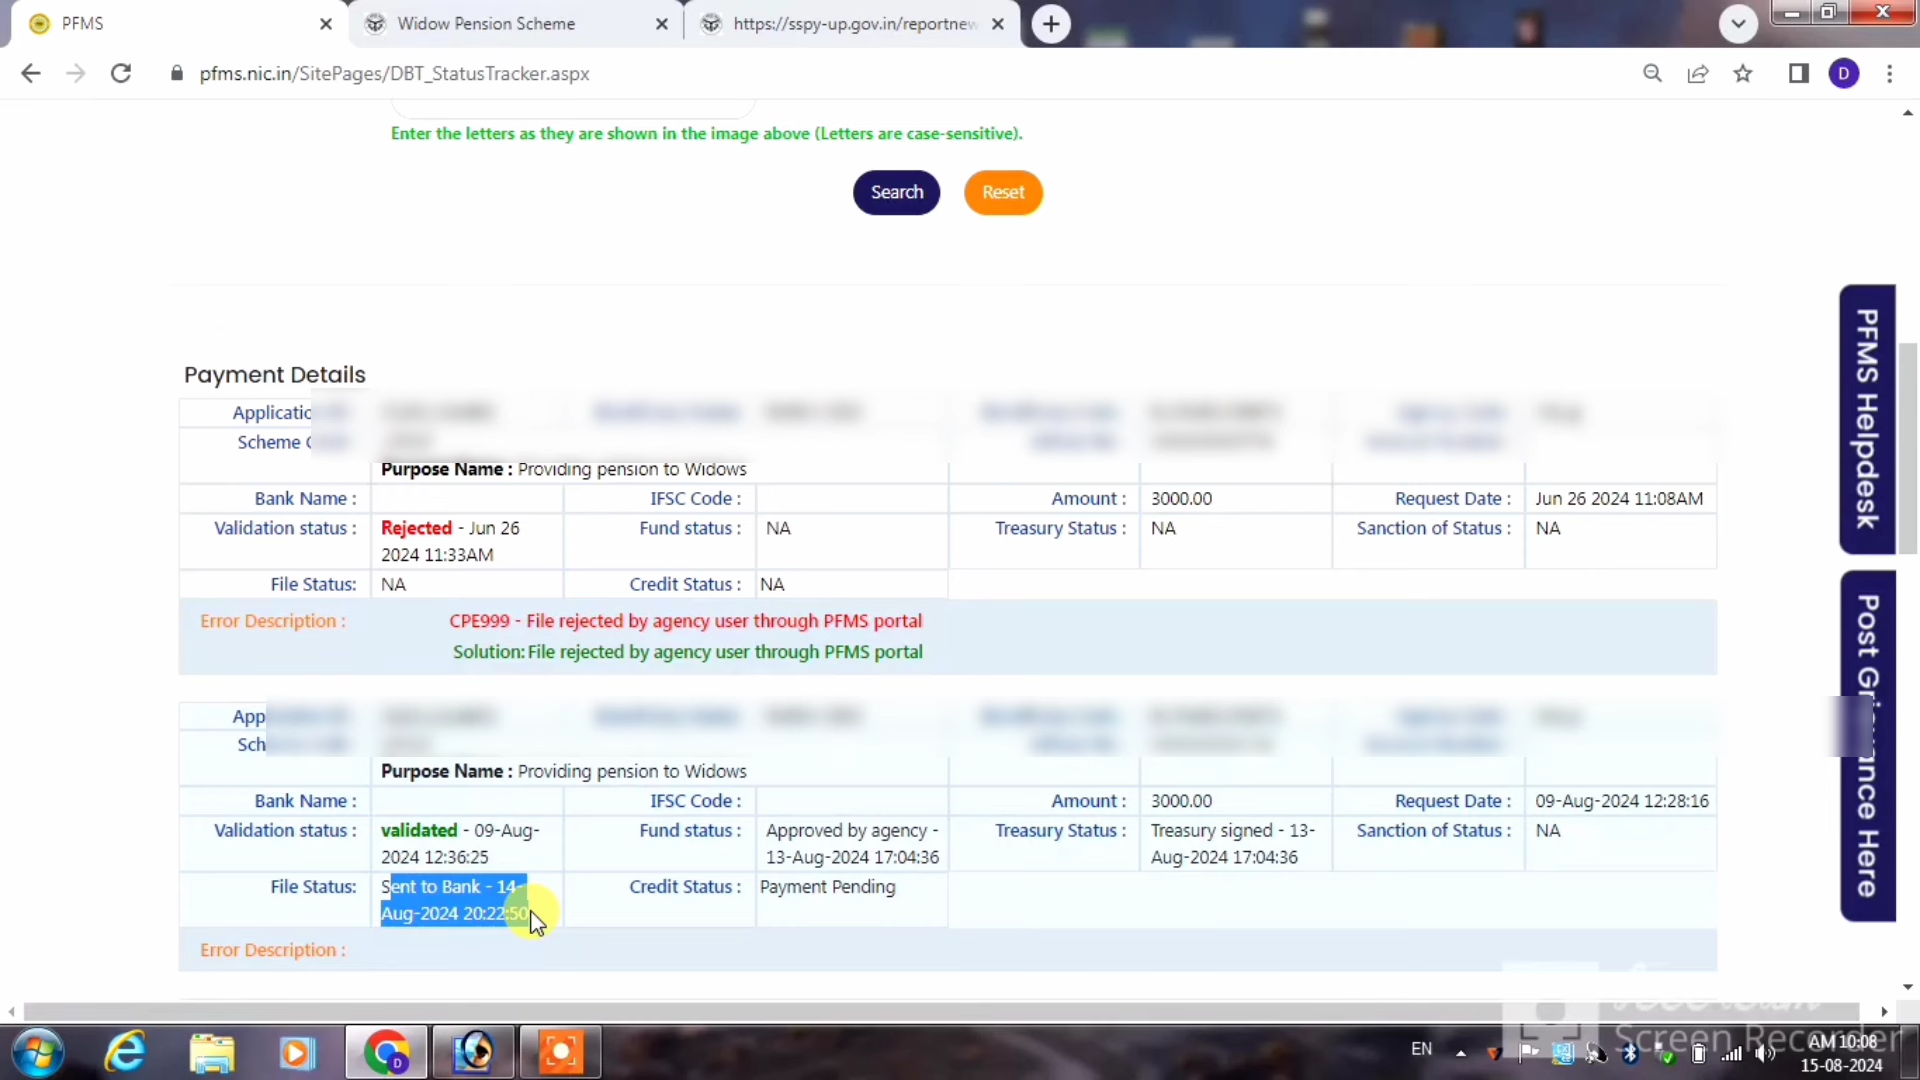 PFMS
Widow Pension Scheme
https://sspy-up.gov.in/reportnew
pfms.nic.in/SitePages/DBT_StatusTracker.aspx
D
Enter the letters as they are shown in the image above (Letters are case-sensitive).
Search
Reset
PFMS Helpdesk
Post Grievance Here
Payment Details
Scheme
Purpose Name : Providing pension to Widows
Bank Name : IFSC Code : Amount : 3000.00 Request Date : Jun 26 2024 11:08AM
Validation status : Rejected - Jun 26 Fund status : NA Treasury Status : NA Sanction of Status : NA
2024 11:33AM
File Status: NA Credit Status : NA
Error Description : CPE999 - File rejected by agency user through PFMS portal
Solution: File rejected by agency user through PFMS portal
Purpose Name : Providing pension to Widows
Bank Name : IFSC Code : Amount : 3000.00 Request Date : 09-Aug-2024 12:28:16
Validation status : validated - 09-Aug- Fund status : Approved by agency - Treasury Status : Treasury signed - 13- Sanction of Status : NA
2024 12:36:25 13-Aug-2024 17:04:36 Aug-2024 17:04:36
File Status: Sent to Bank - 14- Credit Status : Payment Pending
Aug-2024 20:22:50
Error Description :
Screen Recorder
EN
AM 10:08
15-08-2024